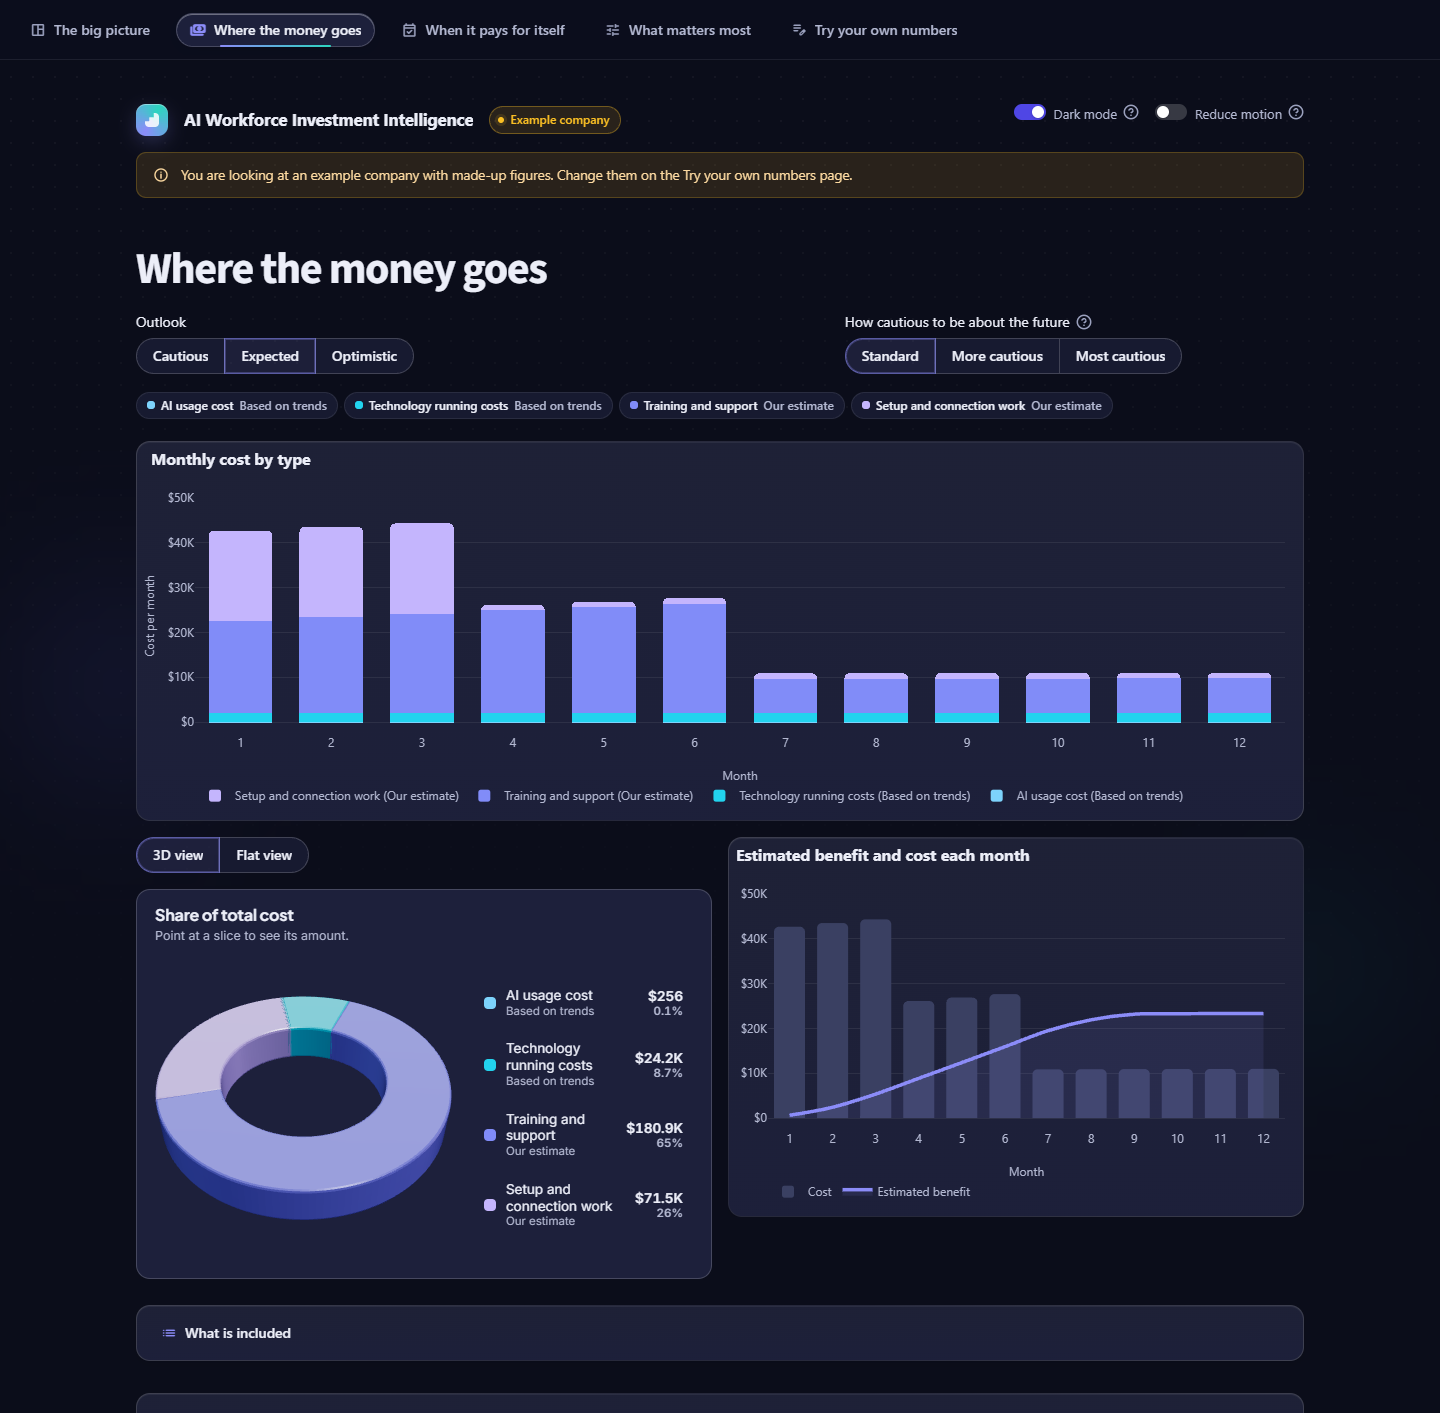 The big picture
Where the money goes
When it pays for itself
What matters most
Try your own numbers
AI Workforce Investment Intelligence
Example company
Dark mode
Reduce motion
You are looking at an example company with made-up figures. Change them on the Try your own numbers page.
Where the money goes
Outlook
Cautious
Expected
Optimistic
How cautious to be about the future
Standard
More cautious
Most cautious
AI usage cost Based on trends
Technology running costs Based on trends
Training and support Our estimate
Setup and connection work Our estimate
Monthly cost by type
Cost per month
$50K
$40K
$30K
$20K
$10K
$0
1 2 3 4 5 6 7 8 9 10 11 12
Month
Setup and connection work (Our estimate)
Training and support (Our estimate)
Technology running costs (Based on trends)
AI usage cost (Based on trends)
3D view
Flat view
Share of total cost
Point at a slice to see its amount.
AI usage cost
Based on trends
$256
0.1%
Technology
running costs
Based on trends
$24.2K
8.7%
Training and
support
Our estimate
$180.9K
65%
Setup and
connection work
Our estimate
$71.5K
26%
Estimated benefit and cost each month
$50K
$40K
$30K
$20K
$10K
$0
1 2 3 4 5 6 7 8 9 10 11 12
Month
Cost
Estimated benefit
What is included